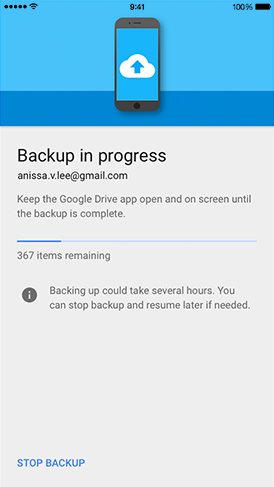 9:41
100%
Backup in progress
anissa.v.lee@gmail.com
Keep the Google Drive app open and on screen until
the backup is complete.
367 items remaining
Backing up could take several hours. You
can stop backup and resume later if needed.
STOP BACKUP